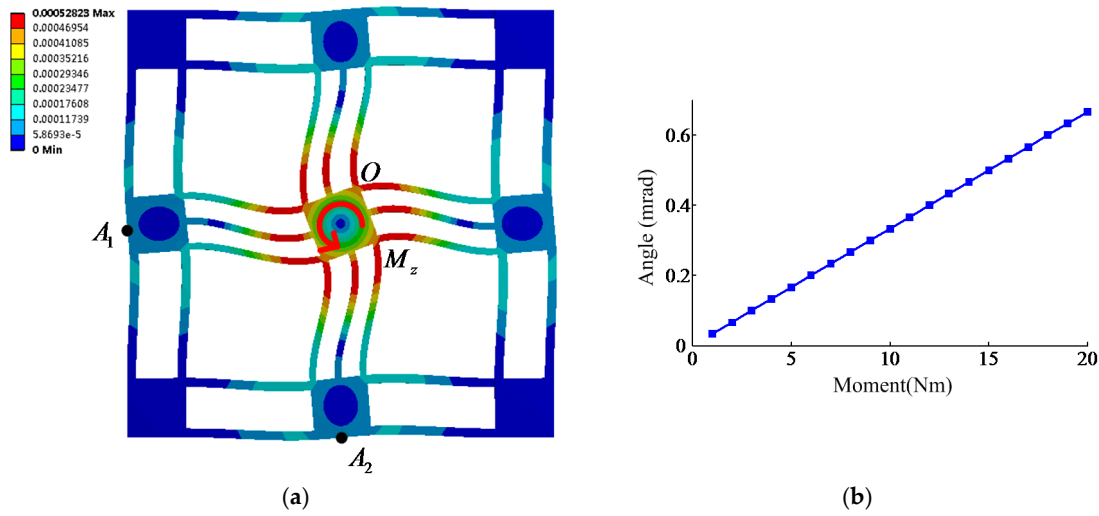 0.00052823 Max
0.00046954
0.00041085
0.00035216
0.00029346
0.00023477
0.00017608
0.00011739
5.8693e-5
0 Min
O
A1
Mz
A2
(a)
0.6
0.4
0.2
0
0 5 10 15 20
Angle (mrad)
Moment(Nm)
(b)